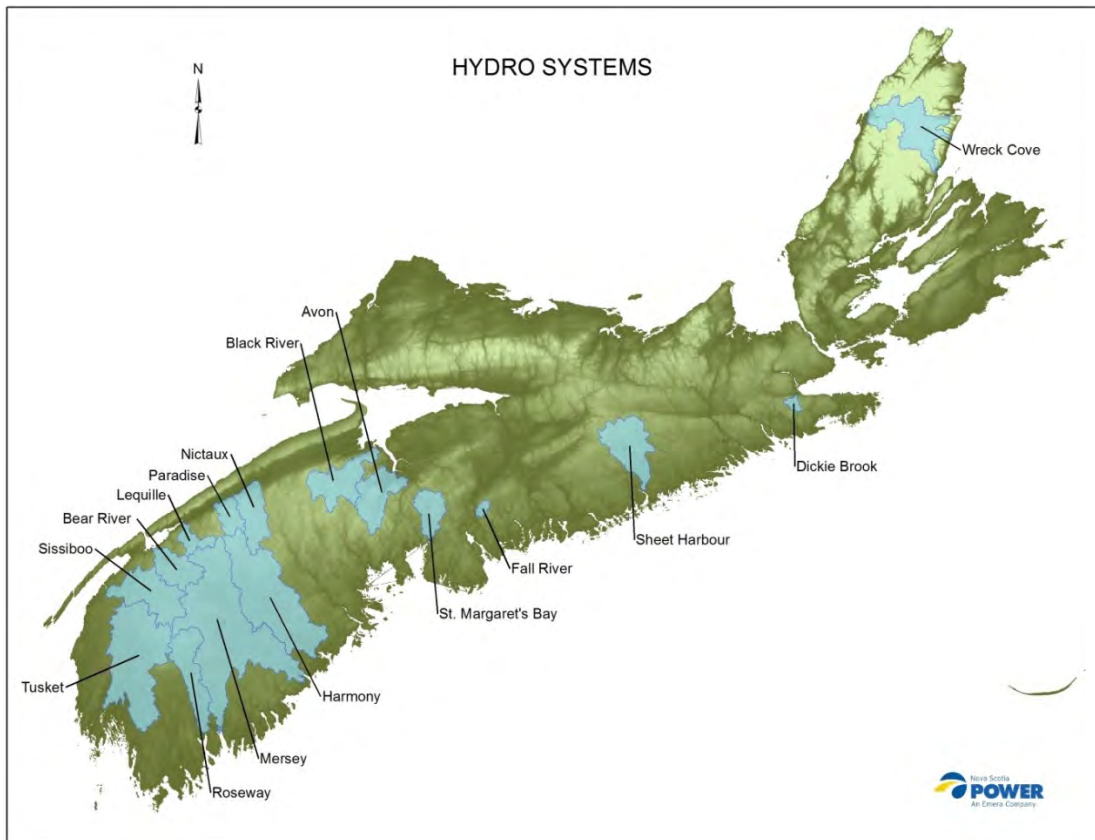 HYDRO SYSTEMS
N
Wreck Cove
Avon
Black River
Nictaux
Paradise
Lequille
Bear River
Sissiboo
Dickie Brook
Sheet Harbour
Fall River
St. Margaret's Bay
Tusket
Harmony
Mersey
Roseway
Nova Scotia
POWER
An Emera Company